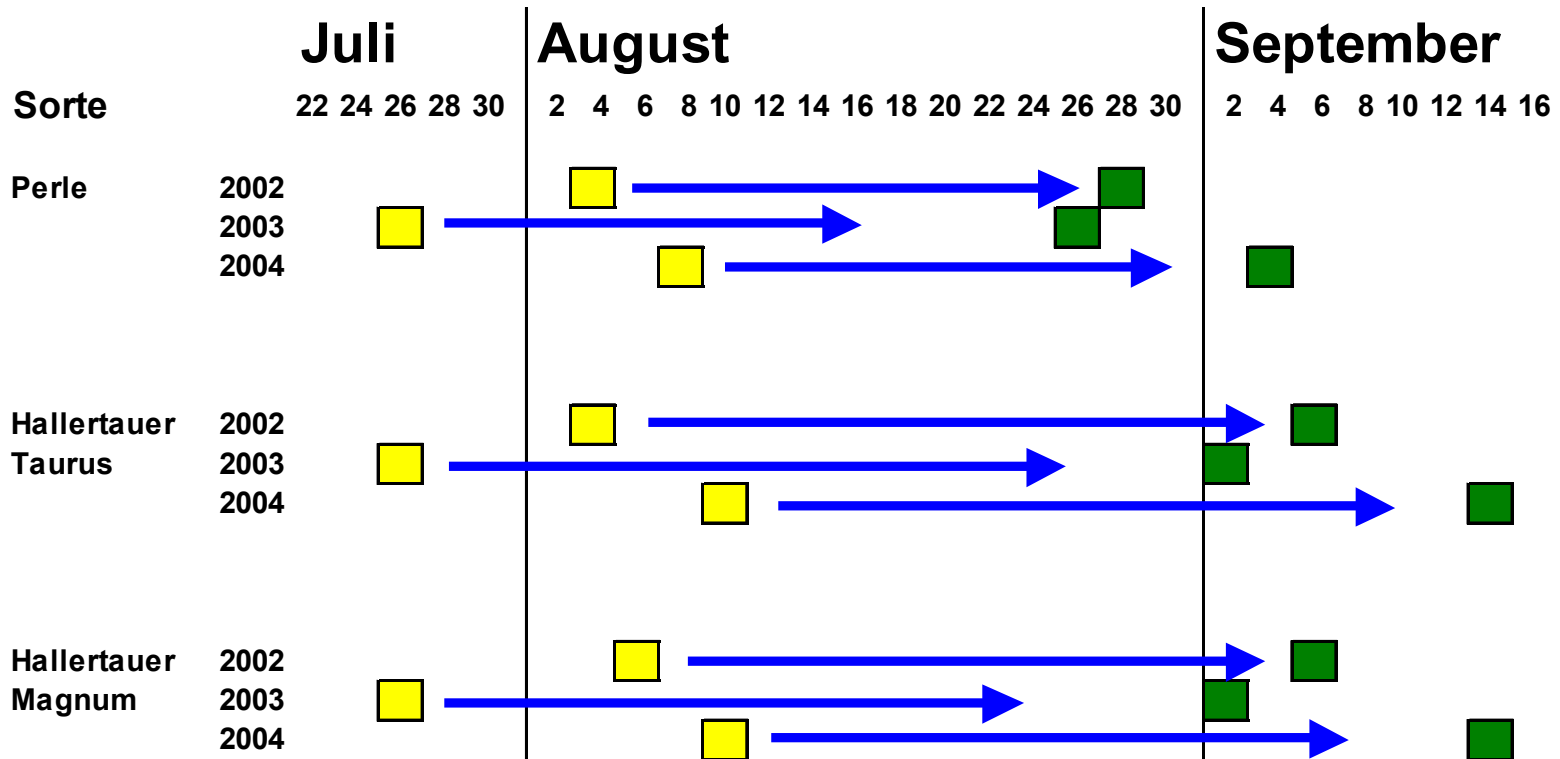 Juli August September
Sorte 22 24 26 28 30 2 4 6 8 10 12 14 16 18 20 22 24 26 28 30 2 4 6 8 10 12 14 16
Perle 2002
2003
2004
Hallertauer 2002
Taurus 2003
2004
Hallertauer 2002
Magnum 2003
2004